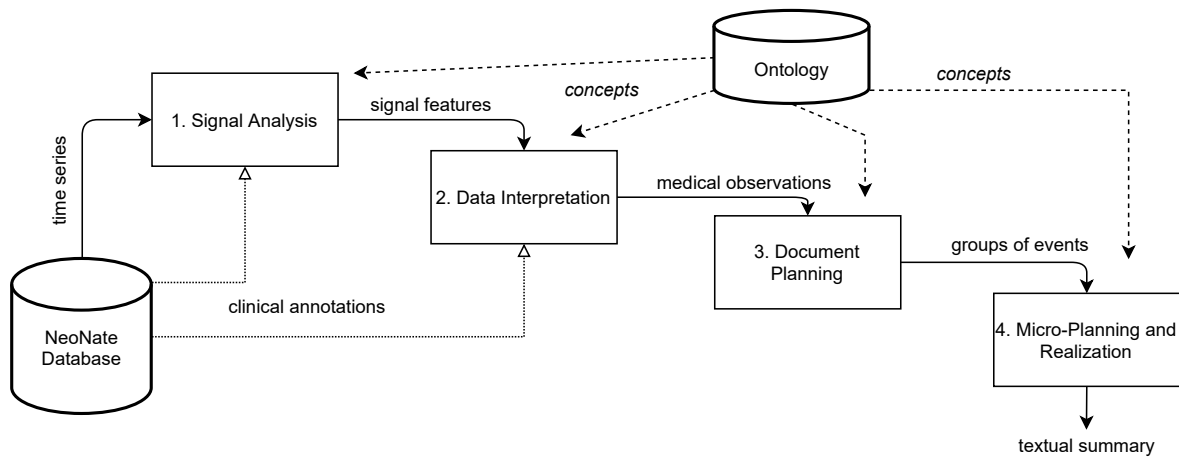 Ontology
concepts
concepts
signal features
1. Signal Analysis
time series
2. Data Interpretation
medical observations
3. Document
Planning
groups of events
clinical annotations
NeoNate
Database
4. Micro-Planning and
Realization
textual summary